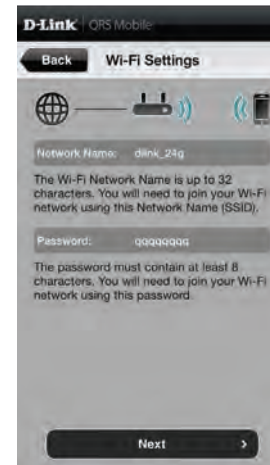 D-Link QRS Mobile
Back Wi-Fi Settings
Network Name: dlink_24g
The Wi-Fi Network Name is up to 32
characters. You will need to join your Wi-Fi
network using this Network Name (SSID).
Password: qqqqqqqq
The password must contain at least 8
characters. You will need to join your Wi-Fi
network using this password.
Next